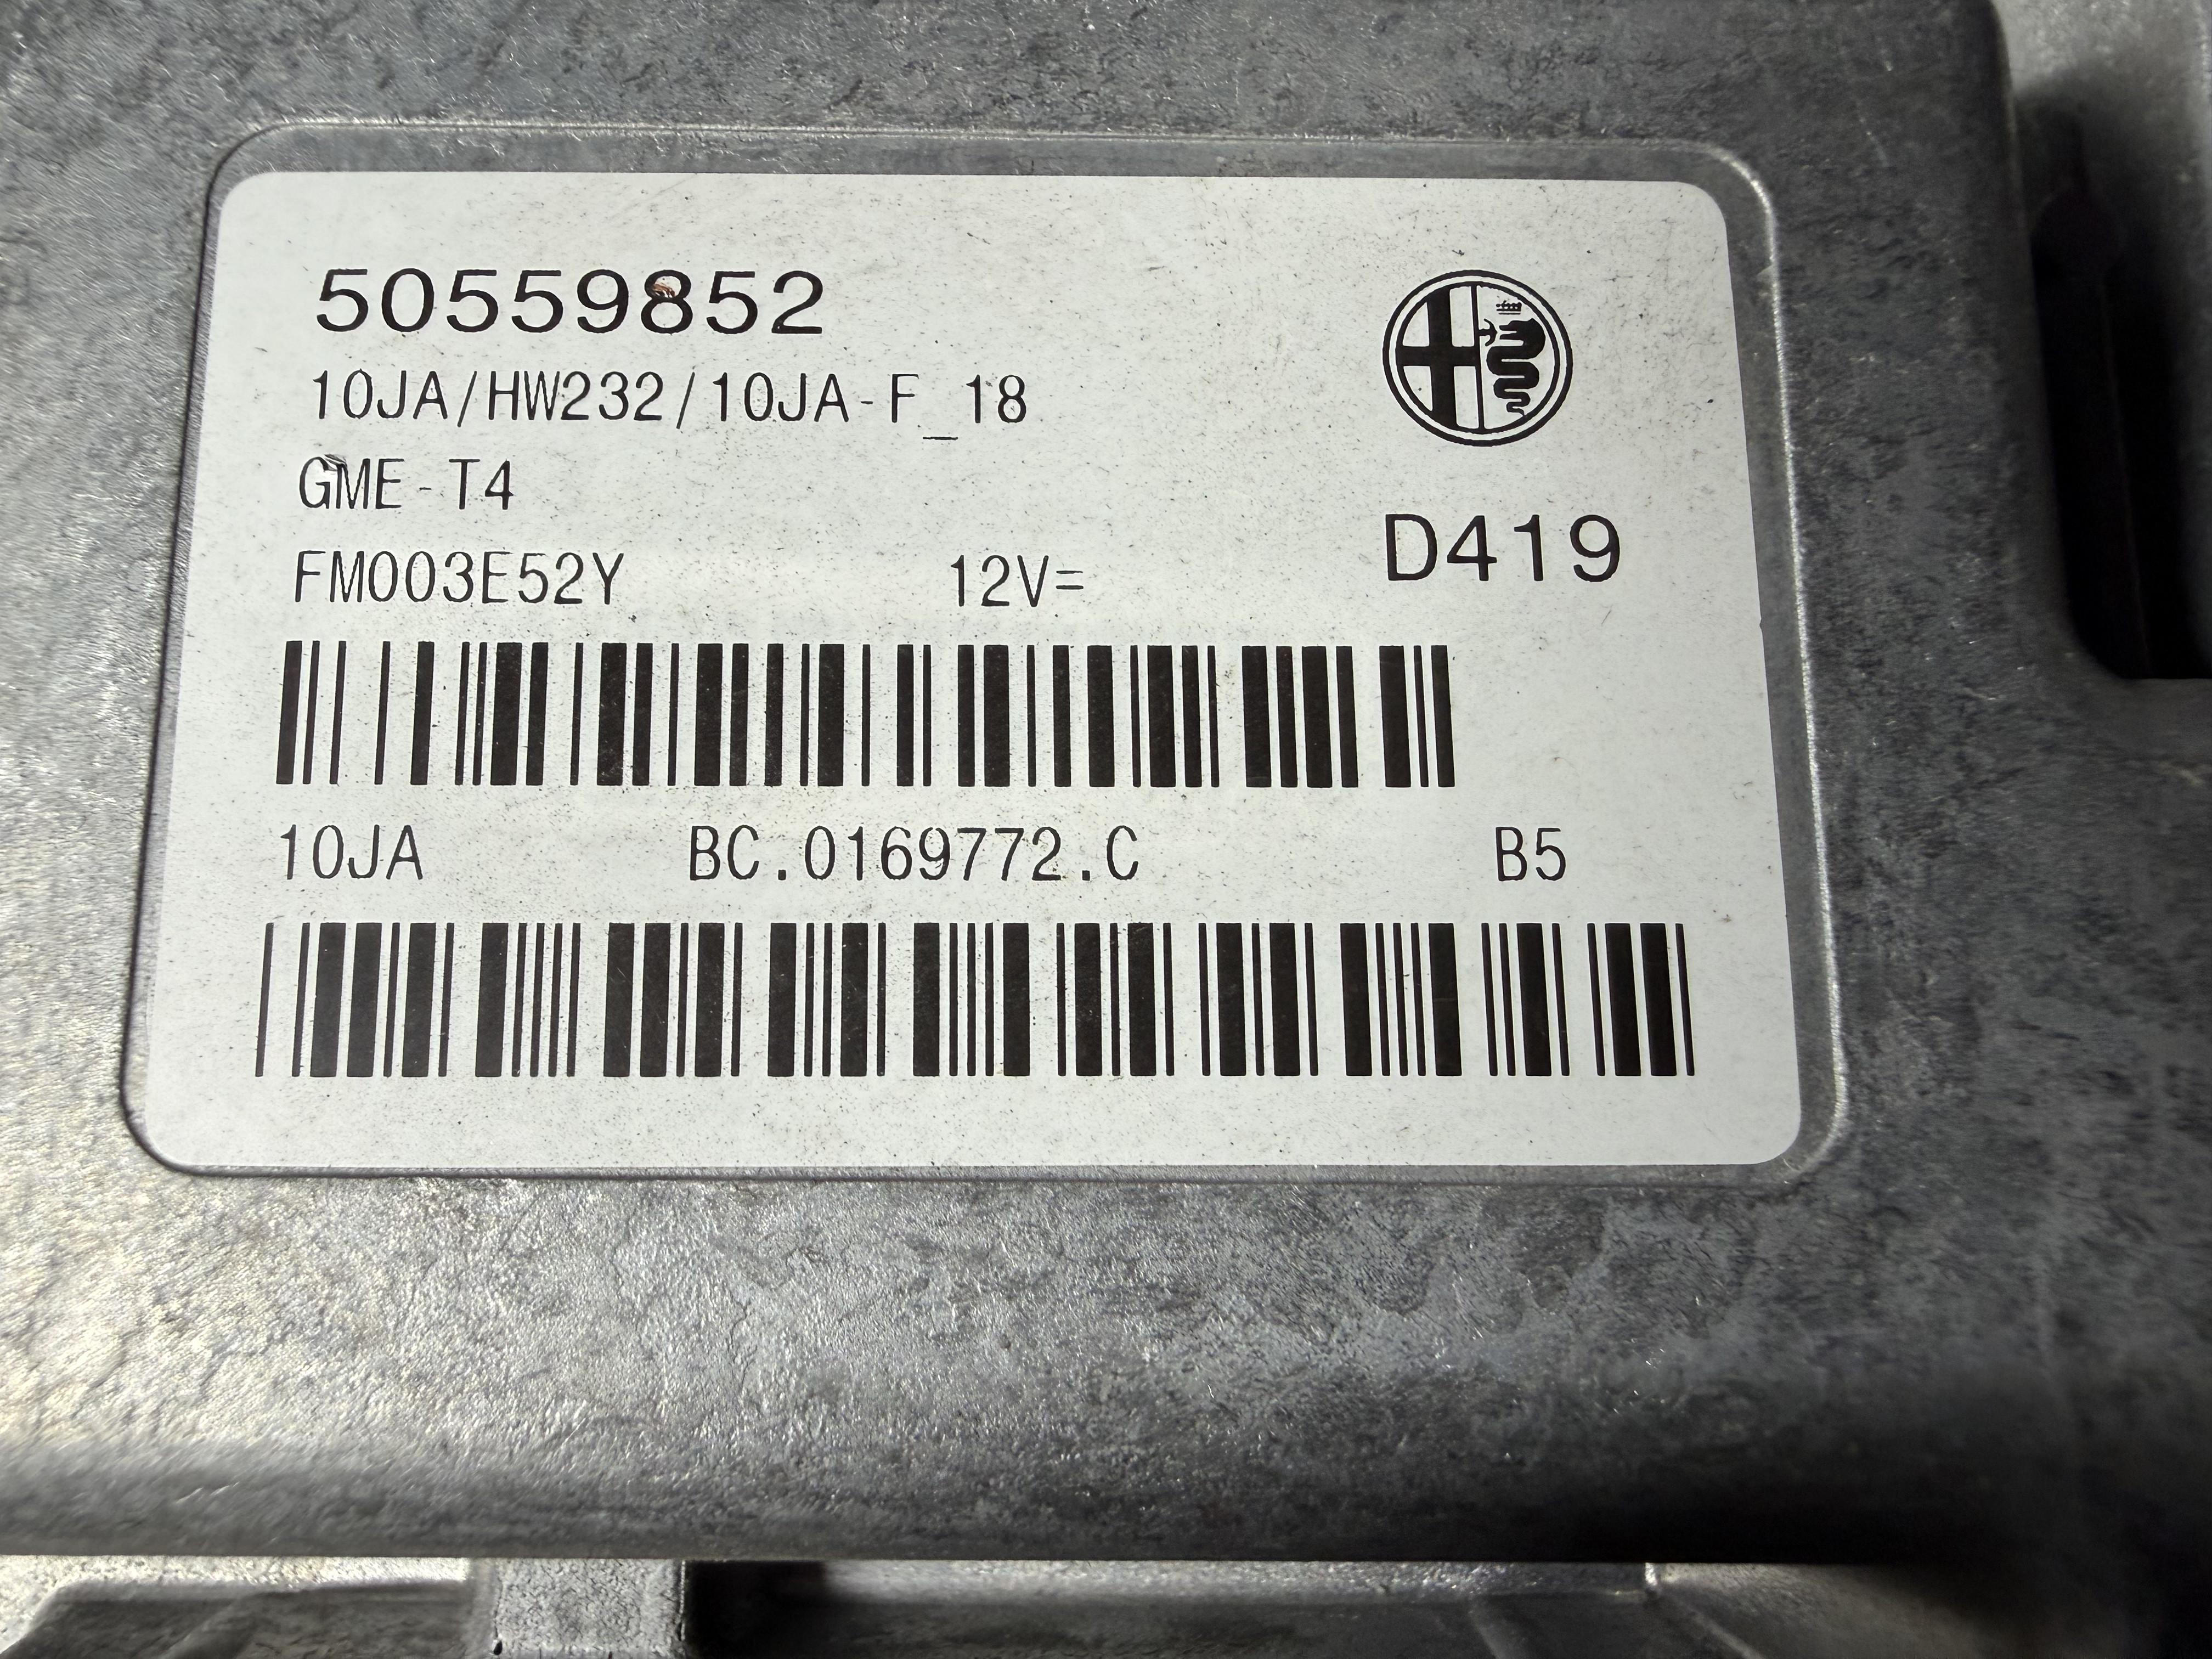 50559852
10JA/HW232/10JA-F_18
GME-T4
FM003E52Y 12V= D419
10JA BC.0169772.C B5